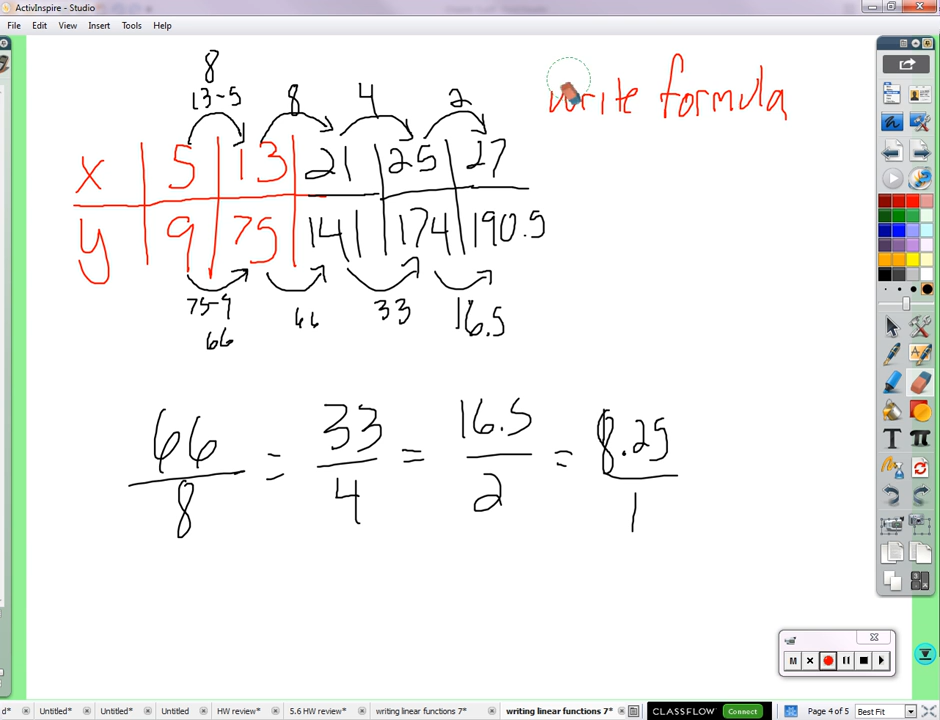 ActivInspire - Studio
File Edit View Insert Tools Help
8
13-5 8 4 2
write formula
x 5 13 21 25 27
y 9 75 141 174 190.5
75-9 66 33 16.5
66
66 = 33 = 16.5 = 8.25
8 4 2 1
M
d* Untitled* Untitled* Untitled HW review* 5.6 HW review* writing linear functions 7* writing linear functions 7* CLASSFLOW Connect Page 4 of 5 Best Fit